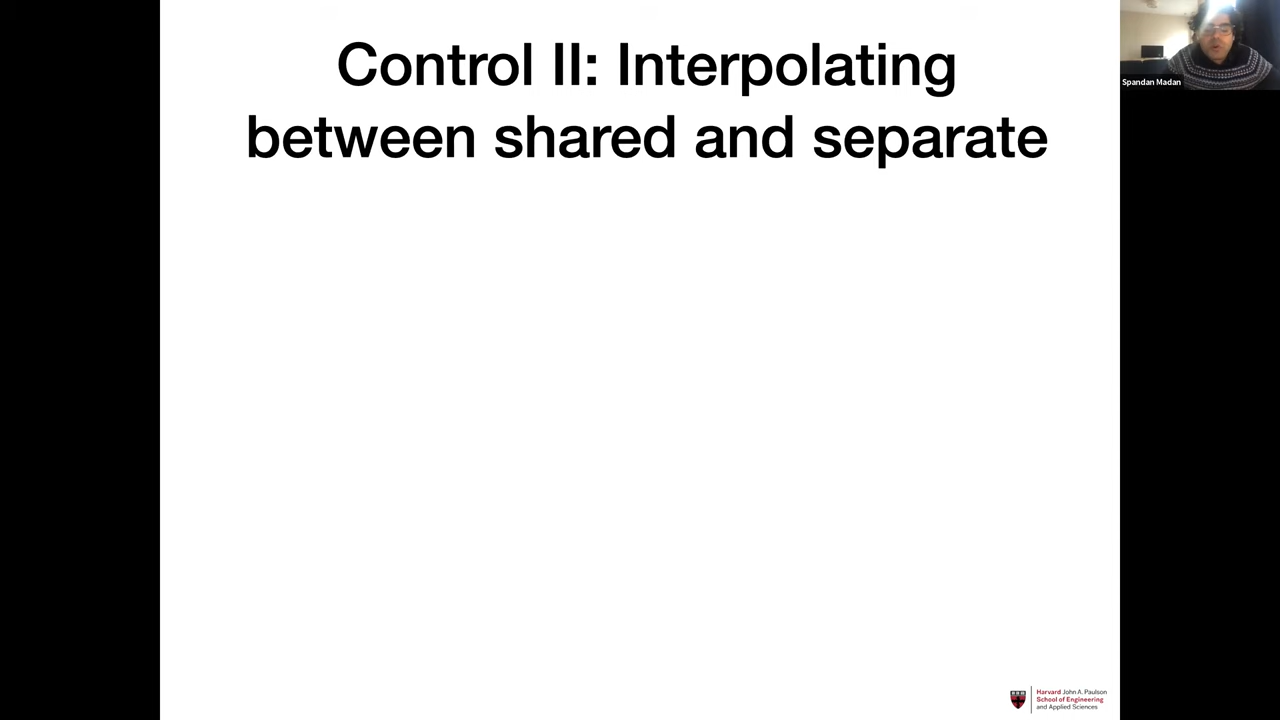 Control II: Interpolating
between shared and separate
Spandan Madan
Harvard John A. Paulson
School of Engineering
and Applied Sciences